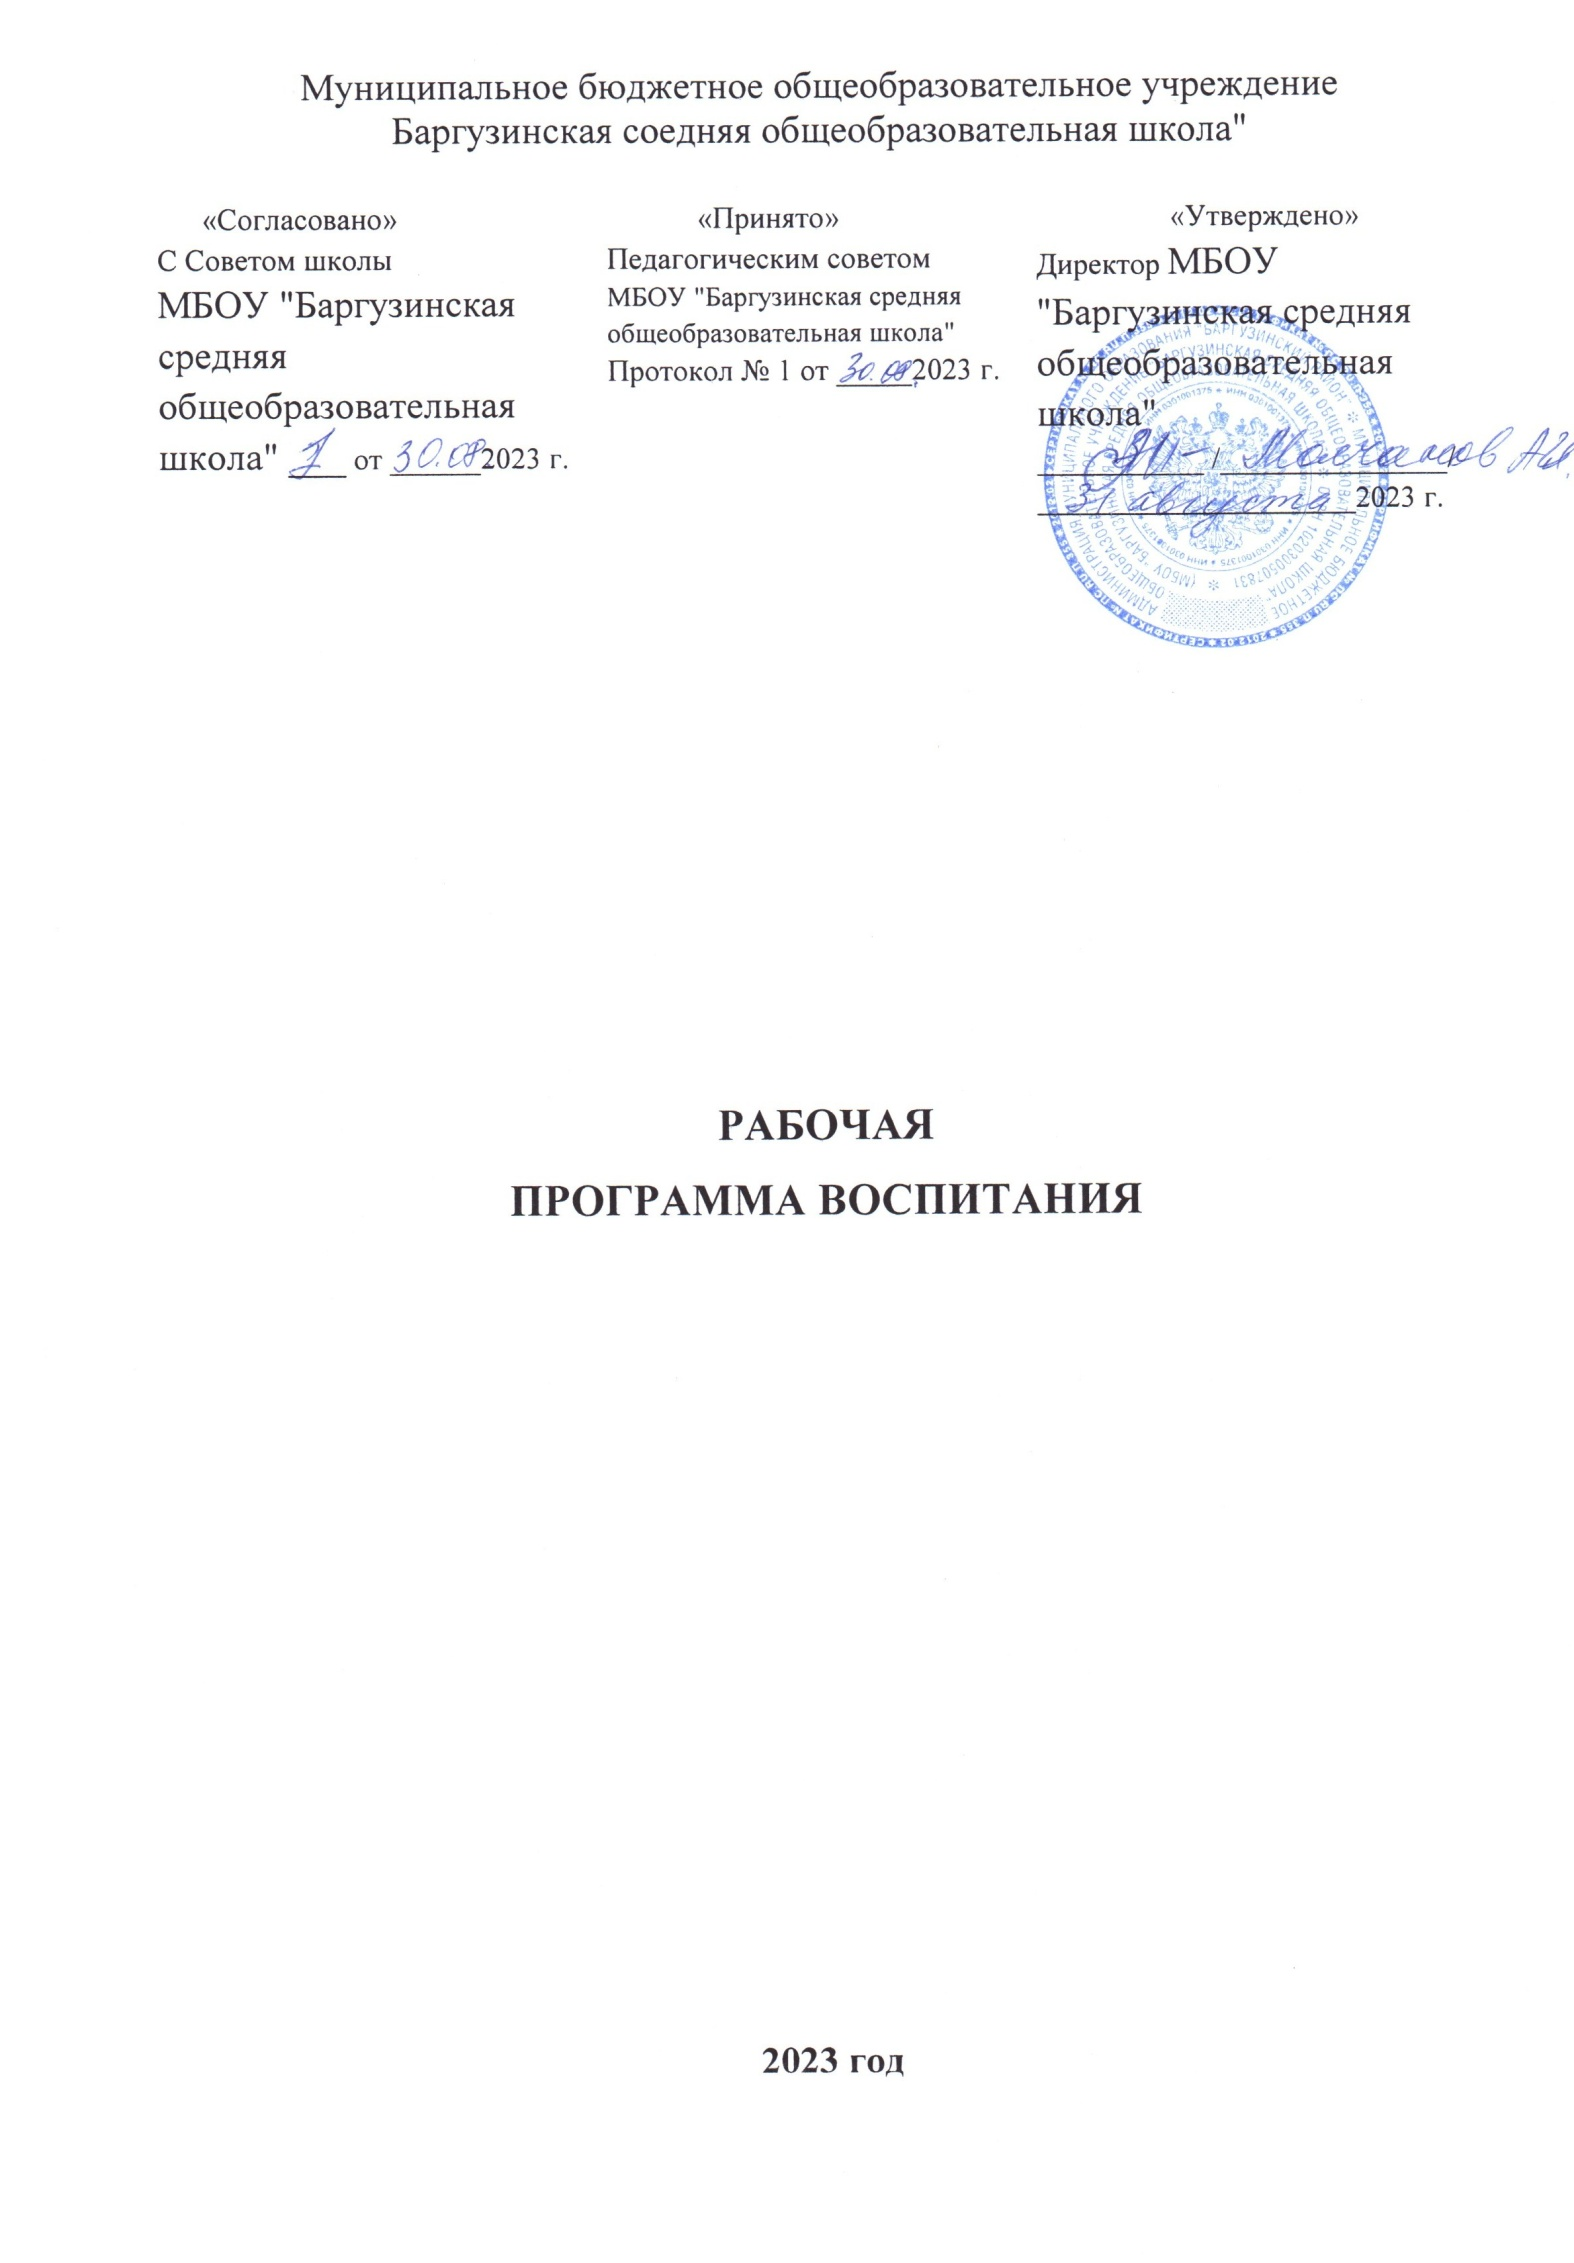 Муниципальное бюджетное общеобразовательное учреждение
Баргузинская соедняя общеобразовательная школа"
«Согласовано»
С Советом школы
МБОУ "Баргузинская
средняя
общеобразовательная
школа" 1 от 30.08 2023 г.
«Принято»
Педагогическим советом
МБОУ "Баргузинская средняя
общеобразовательная школа"
Протокол № 1 от 30.08 2023 г.
«Утверждено»
Директор МБОУ
"Баргузинская средняя
общеобразовательная
школа"
/ Молчанов А.И.
31 августа 2023 г.
РАБОЧАЯ
ПРОГРАММА ВОСПИТАНИЯ
2023 год